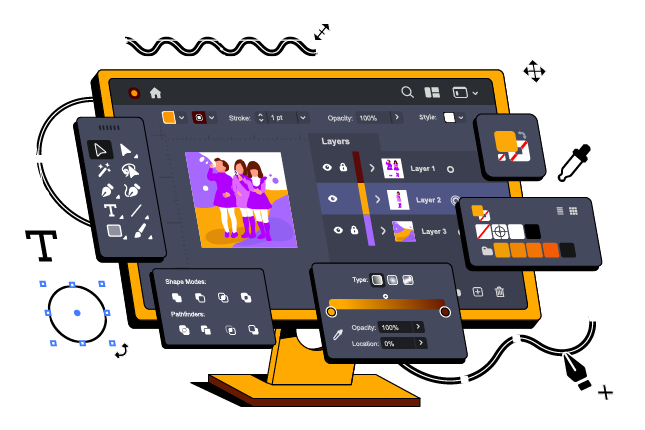 Stroke: 1 pt Opacity: 100% Style:
Layers
Layer 1
Layer 2
Layer 3
T
T
Shape Modes:
Pathfinders:
Type:
Opacity: 100%
Location: 0%